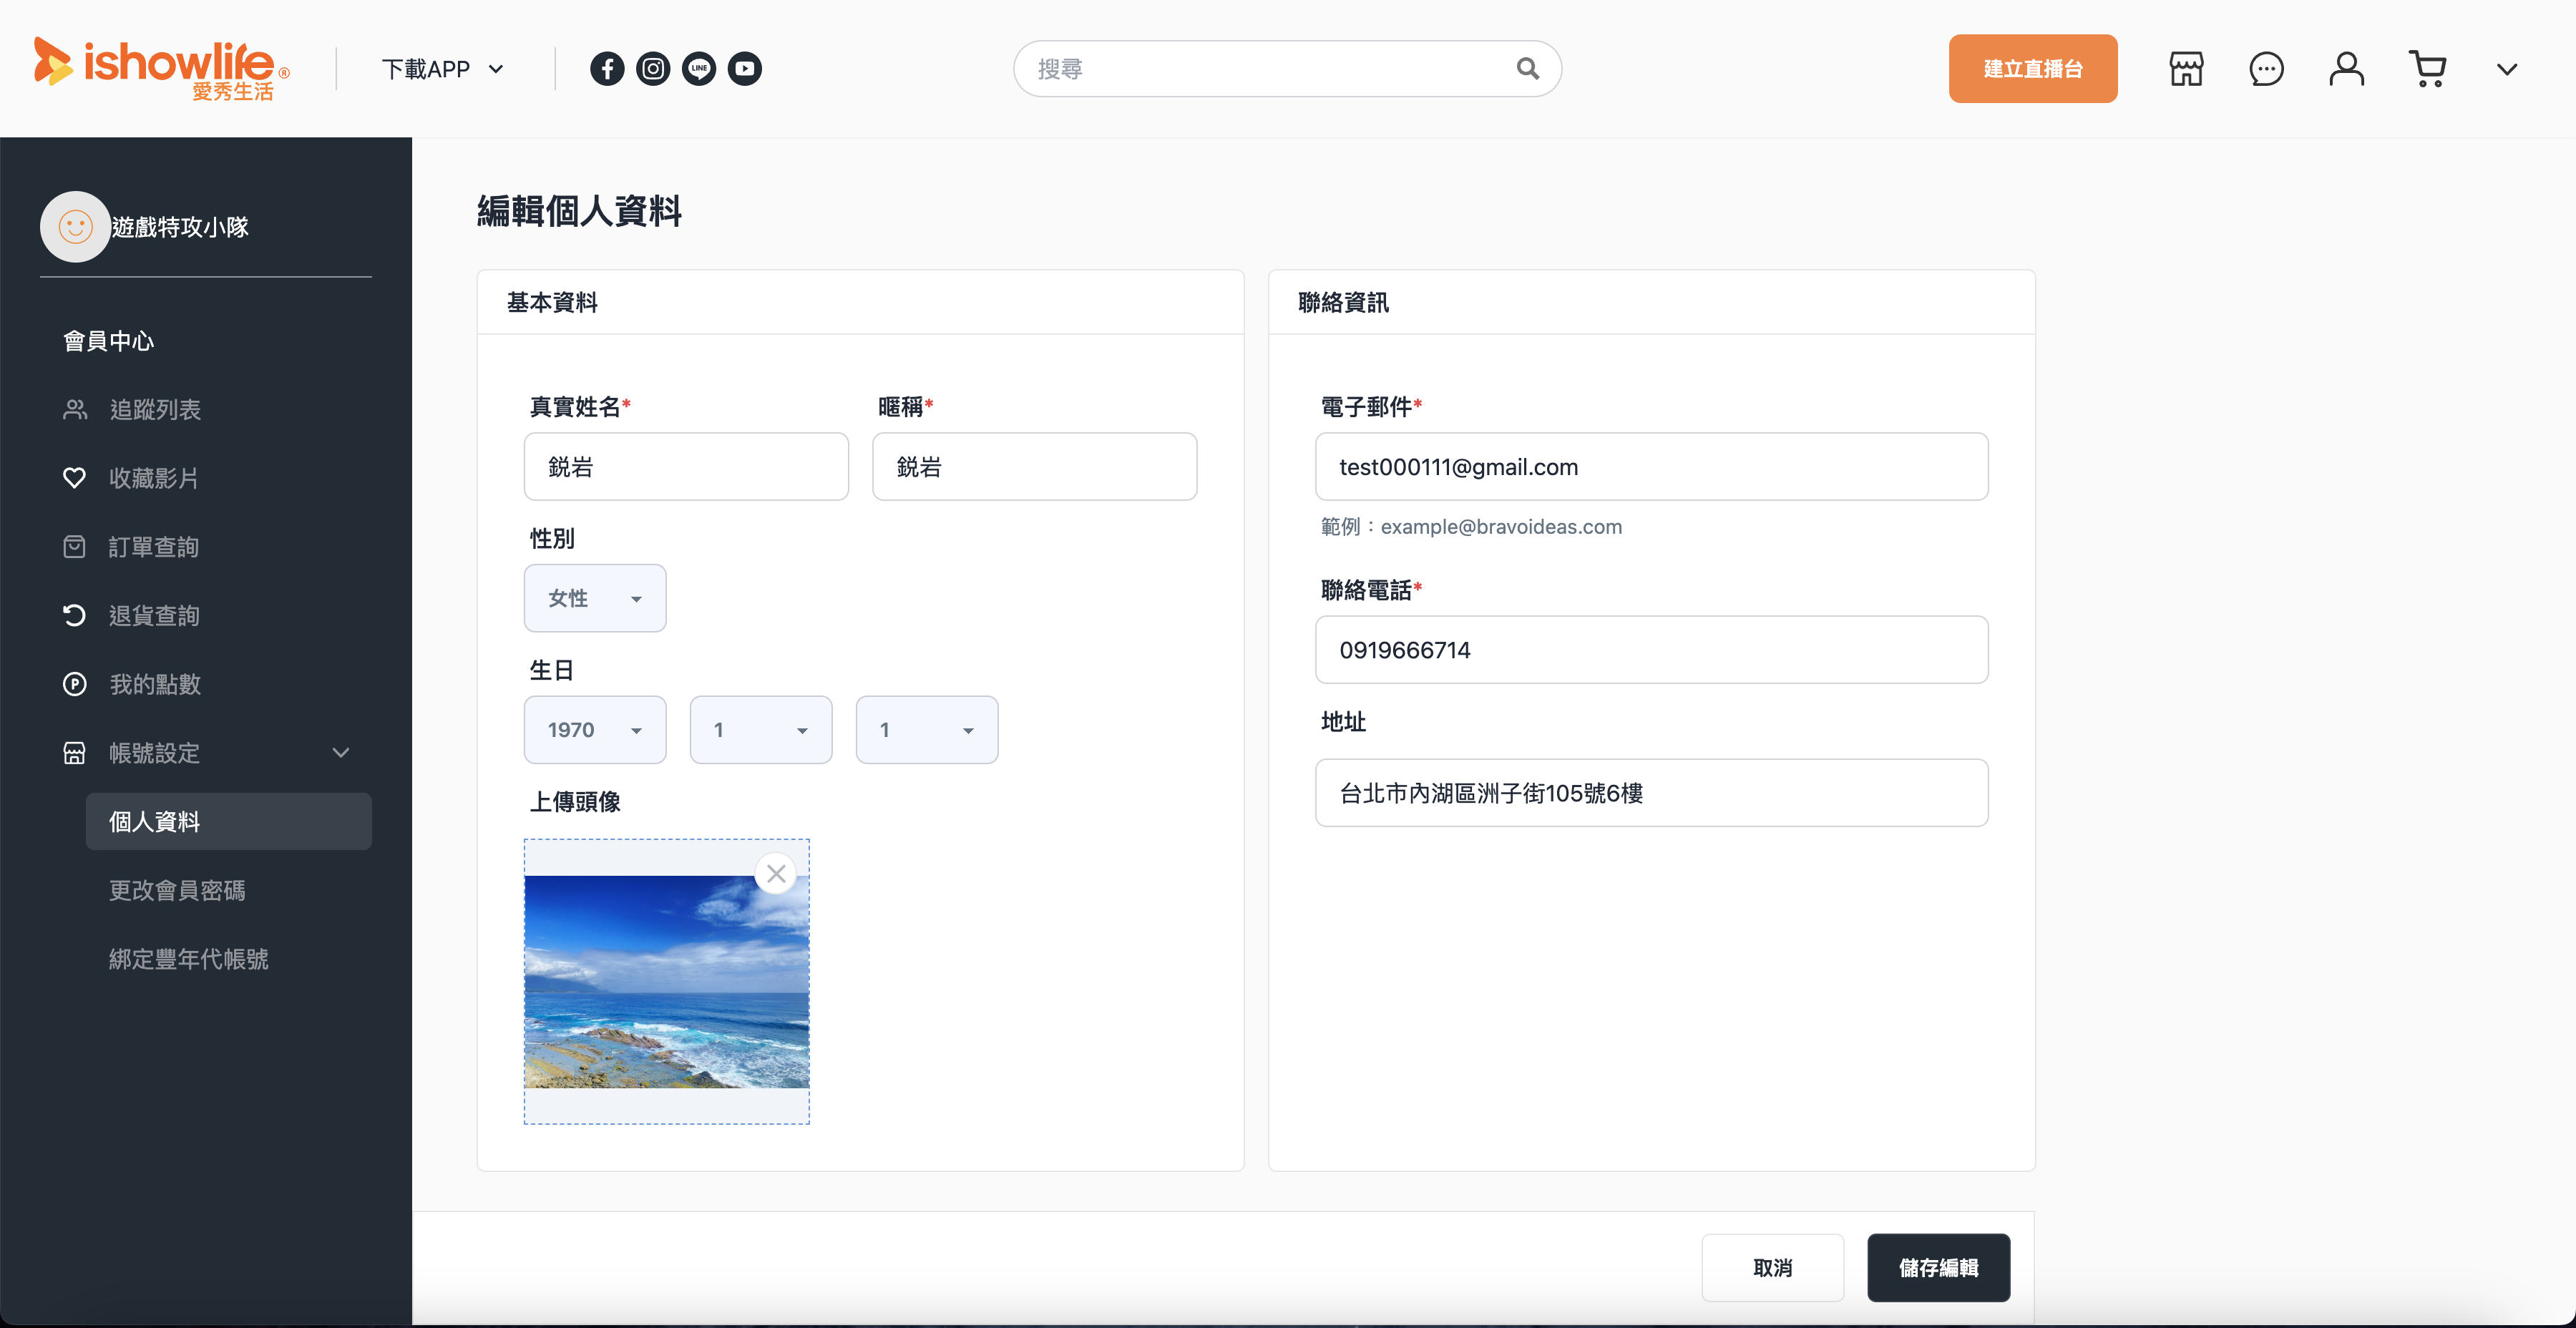 ishowlife®
愛秀生活
下載APP
LINE
搜尋
建立直播台
遊戲特攻小隊
會員中心
追蹤列表
收藏影片
訂單查詢
退貨查詢
P
我的點數
帳號設定
個人資料
更改會員密碼
綁定豐年代帳號
編輯個人資料
基本資料
真實姓名*
暱稱*
鋭岩
鋭岩
性別
女性
生日
1970
1
1
上傳頭像
聯絡資訊
電子郵件*
test000111@gmail.com
範例：example@bravoideas.com
聯絡電話*
0919666714
地址
台北市內湖區洲子街105號6樓
取消
儲存編輯